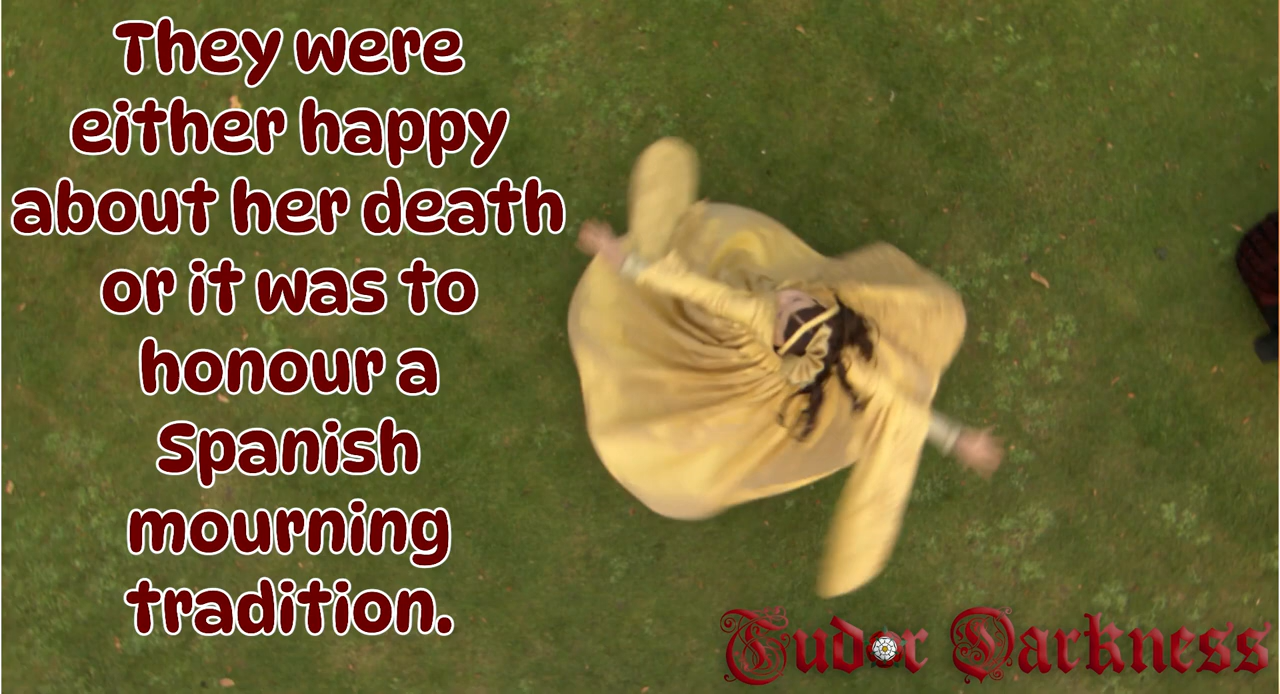 They were
either happy
about her death
or it was to
honour a
Spanish
mourning
tradition.
Tudor Darkness